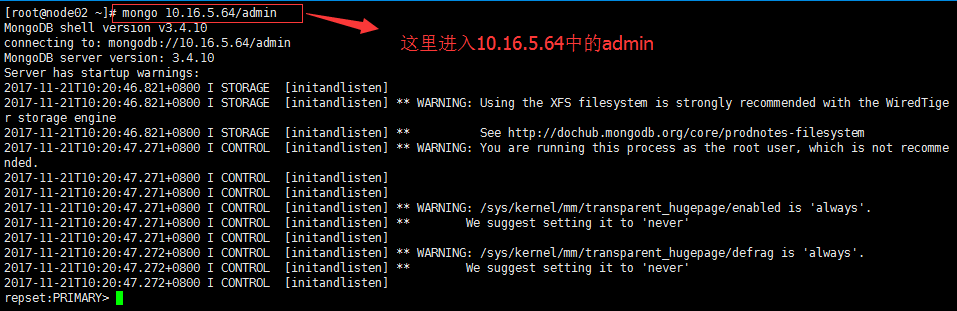 [root@node02 ~]# mongo 10.16.5.64/admin
MongoDB shell version v3.4.10
connecting to: mongodb://10.16.5.64/admin
这里进入10.16.5.64中的admin
MongoDB server version: 3.4.10
Server has startup warnings:
2017-11-21T10:20:46.821+0800 I STORAGE  [initandlisten]
2017-11-21T10:20:46.821+0800 I STORAGE  [initandlisten] ** WARNING: Using the XFS filesystem is strongly recommended with the WiredTige
r storage engine
2017-11-21T10:20:46.821+0800 I STORAGE  [initandlisten] **          See http://dochub.mongodb.org/core/prodnotes-filesystem
2017-11-21T10:20:47.271+0800 I CONTROL  [initandlisten] ** WARNING: You are running this process as the root user, which is not recomme
nded.
2017-11-21T10:20:47.271+0800 I CONTROL  [initandlisten]
2017-11-21T10:20:47.271+0800 I CONTROL  [initandlisten]
2017-11-21T10:20:47.271+0800 I CONTROL  [initandlisten] ** WARNING: /sys/kernel/mm/transparent_hugepage/enabled is 'always'.
2017-11-21T10:20:47.271+0800 I CONTROL  [initandlisten] **        We suggest setting it to 'never'
2017-11-21T10:20:47.271+0800 I CONTROL  [initandlisten]
2017-11-21T10:20:47.272+0800 I CONTROL  [initandlisten] ** WARNING: /sys/kernel/mm/transparent_hugepage/defrag is 'always'.
2017-11-21T10:20:47.272+0800 I CONTROL  [initandlisten] **        We suggest setting it to 'never'
2017-11-21T10:20:47.272+0800 I CONTROL  [initandlisten]
repset:PRIMARY>